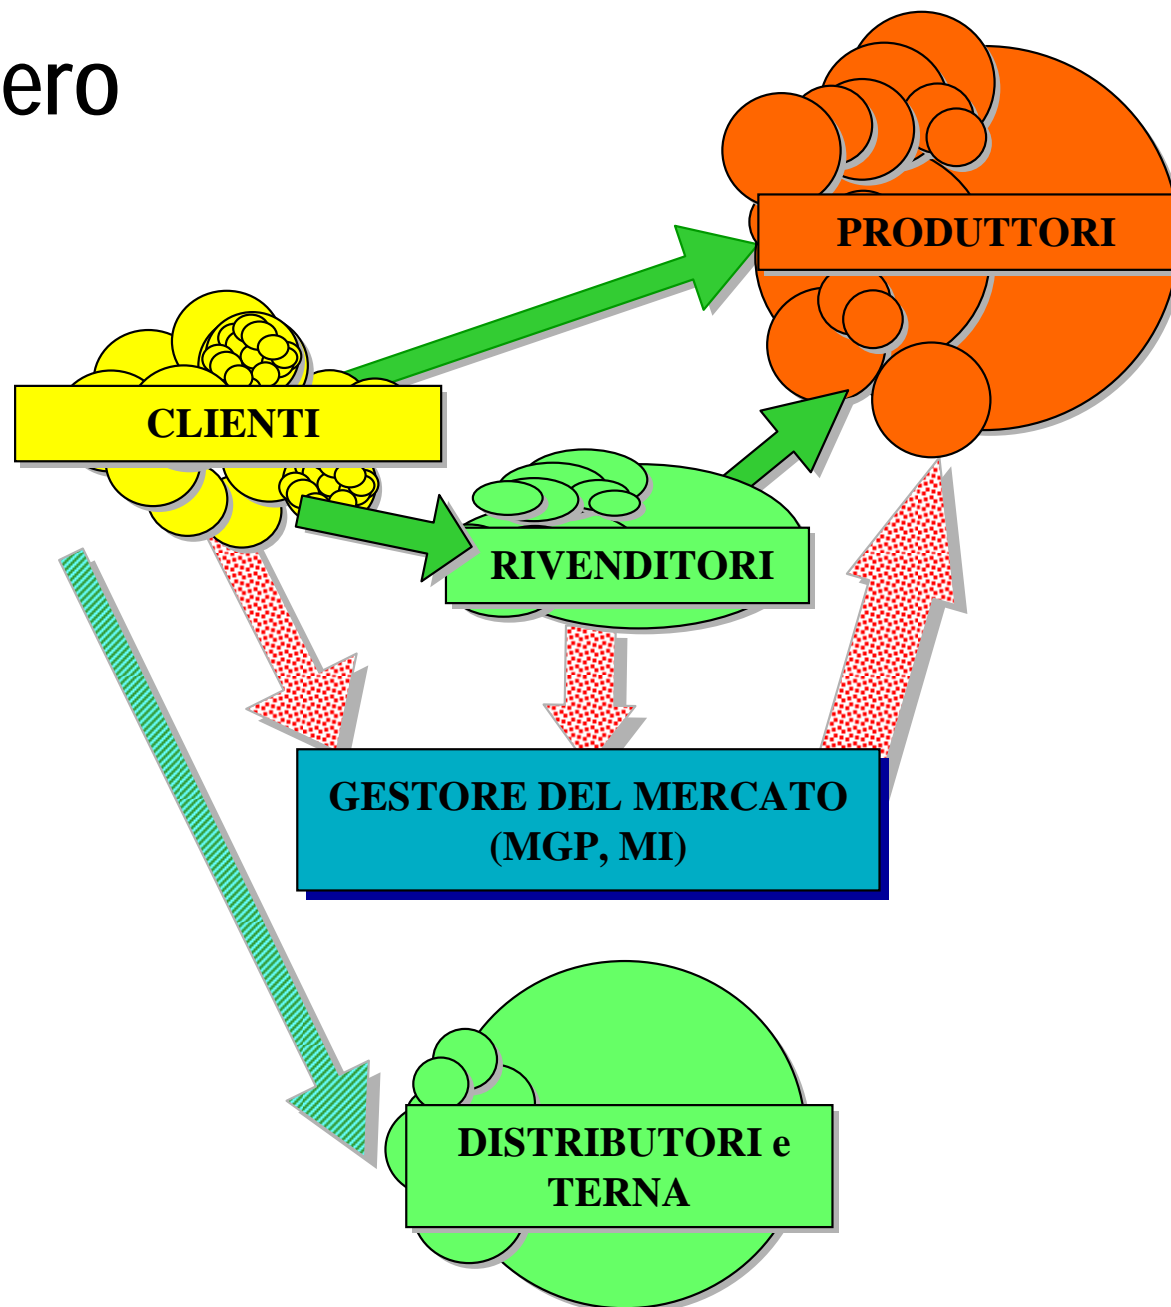 ero
PRODUTTORI
CLIENTI
RIVENDITORI
GESTORE DEL MERCATO
(MGP, MI)
DISTRIBUTORI e
TERNA